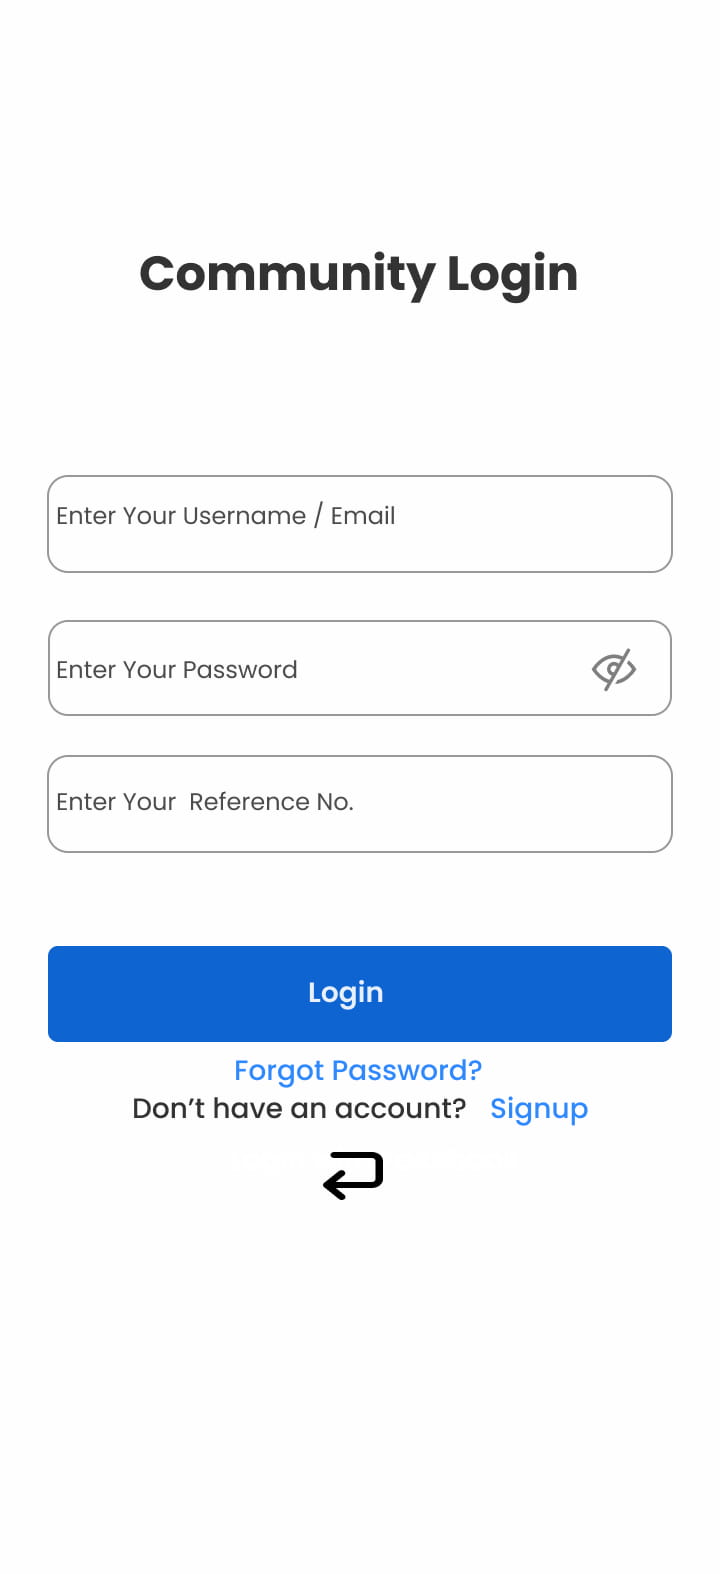 Community Login
Enter Your Username / Email
Enter Your Password
Enter Your  Reference No.
Login
Forgot Password?
Don’t have an account? Signup